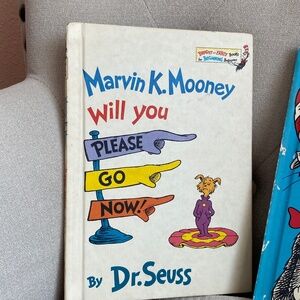 Marvin K. Mooney
Will you
PLEASE
GO
NOW!
By Dr. Seuss